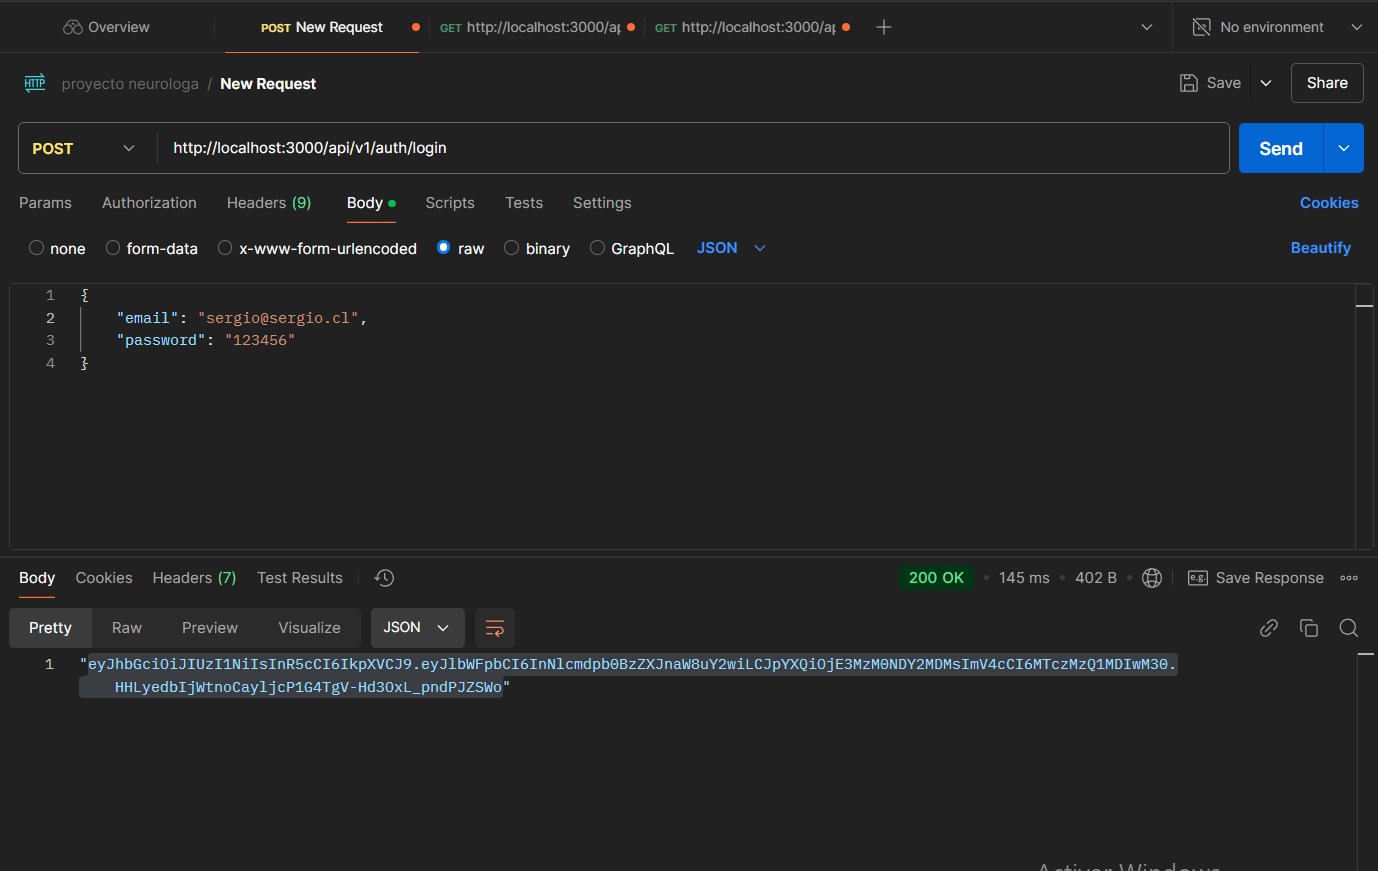 Overview
POST New Request
GET http://localhost:3000/ap
GET http://localhost:3000/ap
No environment
HTTP proyecto neurologa / New Request
Save
Share
POST http://localhost:3000/api/v1/auth/login
Send
Params Authorization Headers (9) Body Scripts Tests Settings
Cookies
none form-data x-www-form-urlencoded raw binary GraphQL JSON
Beautify
1 {
2 "email": "sergio@sergio.cl",
3 "password": "123456"
4 }
Body Cookies Headers (7) Test Results
200 OK • 145 ms • 402 B • e.g. Save Response
Pretty Raw Preview Visualize JSON
1 "eyJhbGciOiJIUzI1NiIsInR5cCI6IkpXVCJ9.eyJlbWFpbCI6InNlcmdpb0BzZXJnaW8uY2wiLCJpYXQiOjE3MzM0NDY2MDMsImV4cCI6MTczMzQ1MDIwM30.
HHLyedbIjWtnoCayljcP1G4TgV-Hd3OxL_pndPJZSWo"
Activar Windows